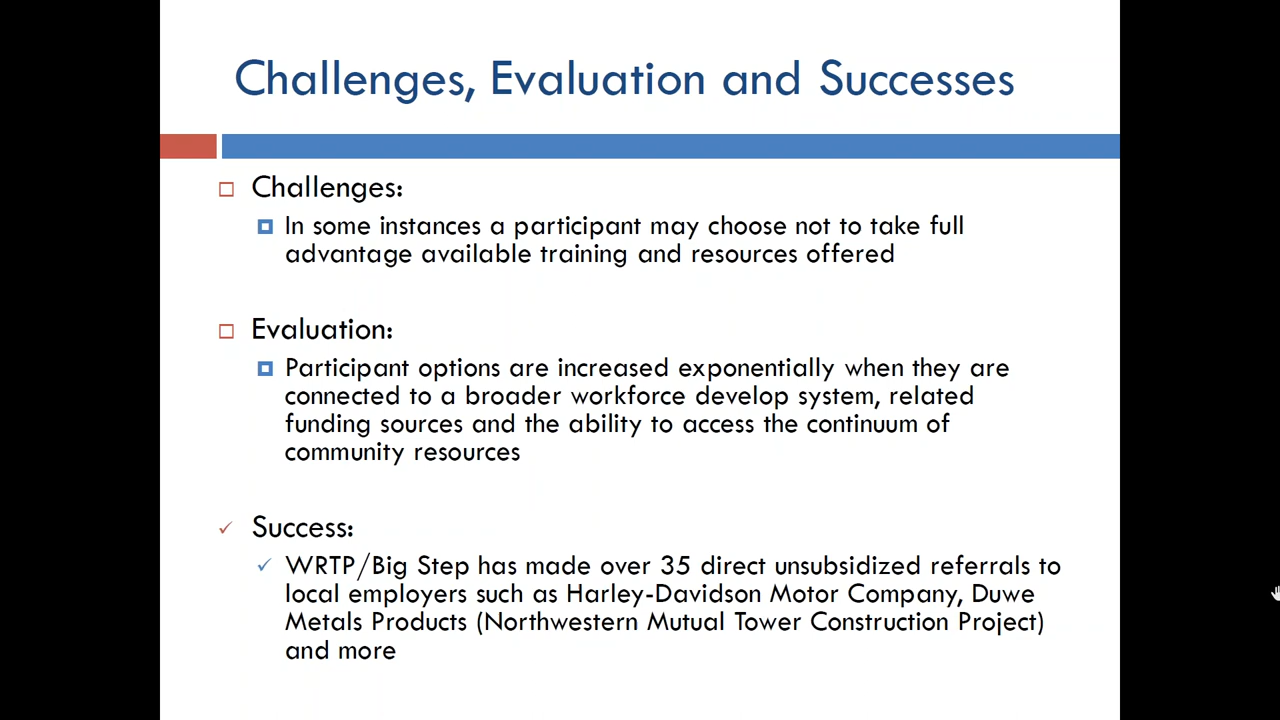 Challenges, Evaluation and Successes
Challenges:
In some instances a participant may choose not to take full
advantage available training and resources offered
Evaluation:
Participant options are increased exponentially when they are
connected to a broader workforce develop system, related
funding sources and the ability to access the continuum of
community resources
Success:
WRTP/Big Step has made over 35 direct unsubsidized referrals to
local employers such as Harley-Davidson Motor Company, Duwe
Metals Products (Northwestern Mutual Tower Construction Project)
and more